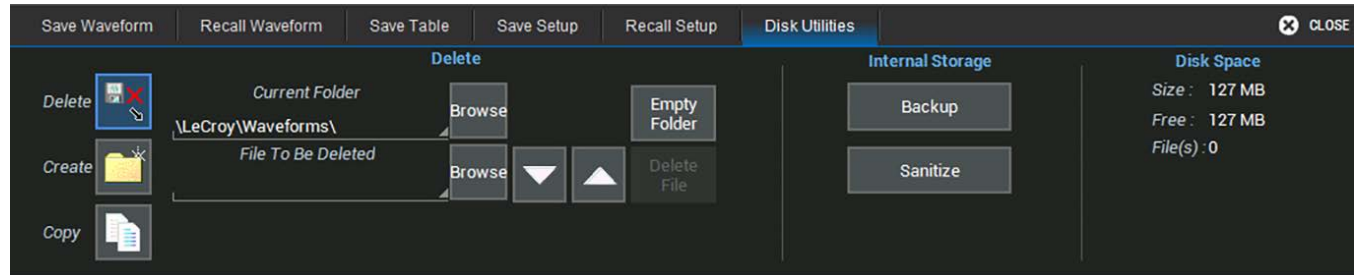 Save Waveform Recall Waveform Save Table Save Setup Recall Setup Disk Utilities CLOSE
Delete
Internal Storage
Disk Space
Delete
Current Folder
\LeCroy\Waveforms\
Browse
Empty
Folder
Backup
Size : 127 MB
Free : 127 MB
File(s) :0
Create
File To Be Deleted
Browse
Delete
File
Sanitize
Copy